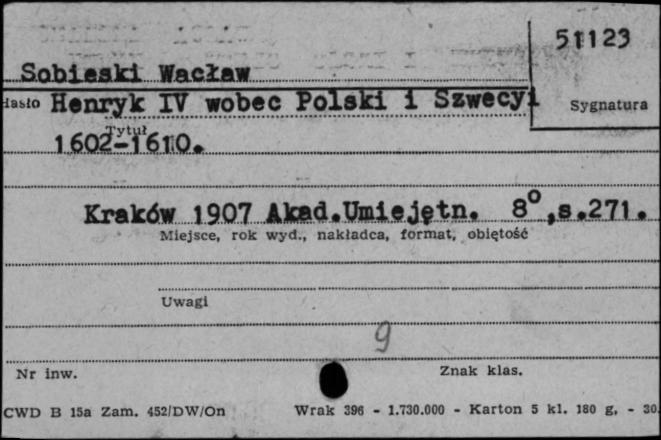 51123
Sobieski Wacław
Hasło Henryk IV wobec Polski i Szwecyi
Sygnatura
Tytuł
1602-1610.
Kraków 1907 Akad.Umiejętn. 8°,s.271.
Miejsce, rok wyd., nakładca, format, objętość
Uwagi
9
Nr inw.
Znak klas.
CWD B 15a Zam. 452/DW/On Wrak 396 - 1.730.000 - Karton 5 kl. 180 g. - 30.